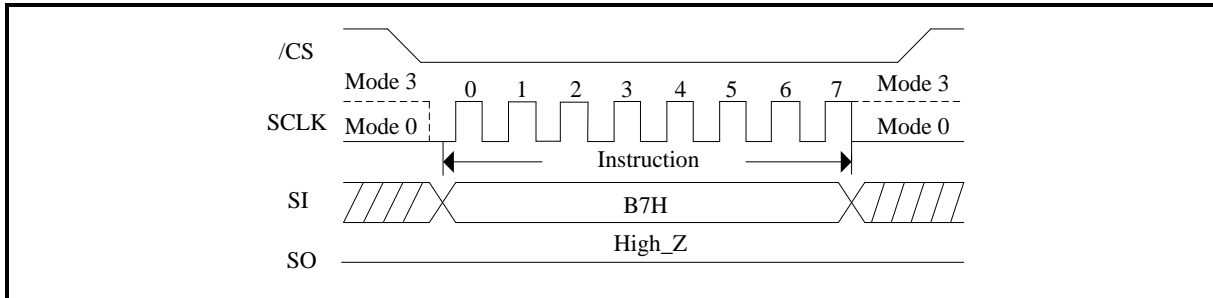 /CS
Mode 3 0 1 2 3 4 5 6 7 Mode 3
SCLK Mode 0 Mode 0
Instruction
SI B7H
High_Z
SO